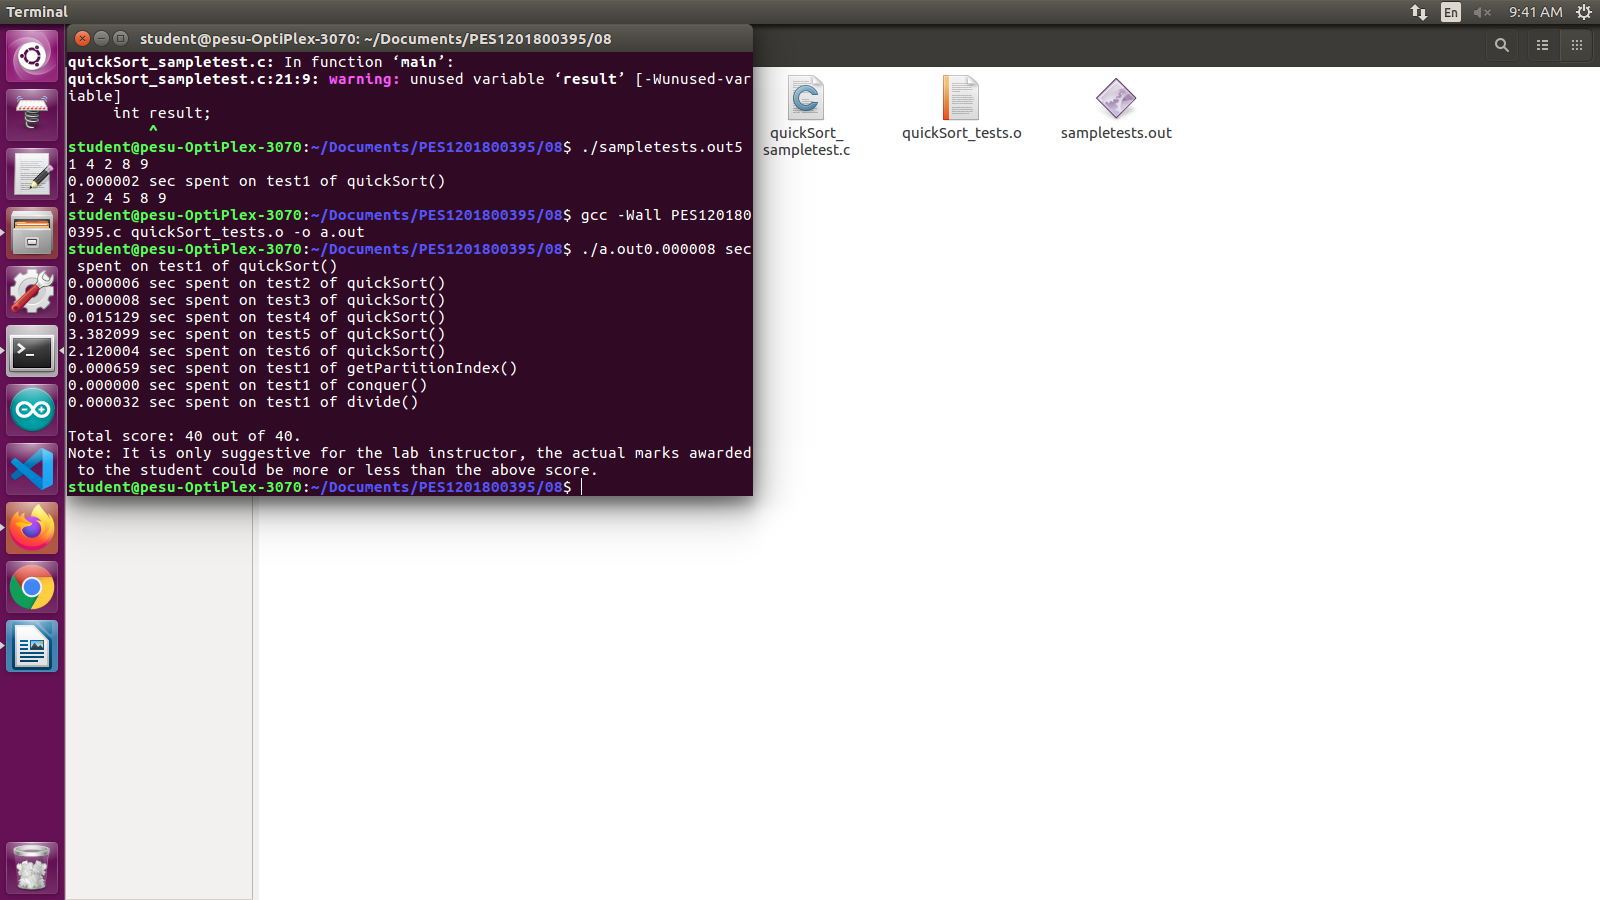 Terminal
En
9:41 AM
student@pesu-OptiPlex-3070: ~/Documents/PES1201800395/08
quickSort_sampletest.c: In function ‘main’:
quickSort_sampletest.c:21:9: warning: unused variable ‘result’ [-Wunused-var
iable]
int result;
^
student@pesu-OptiPlex-3070:~/Documents/PES1201800395/08$ ./sampletests.out5
1 4 2 8 9
0.000002 sec spent on test1 of quickSort()
1 2 4 5 8 9
student@pesu-OptiPlex-3070:~/Documents/PES1201800395/08$ gcc -Wall PES120180
0395.c quickSort_tests.o -o a.out
student@pesu-OptiPlex-3070:~/Documents/PES1201800395/08$ ./a.out0.000008 sec
spent on test1 of quickSort()
0.000006 sec spent on test2 of quickSort()
0.000008 sec spent on test3 of quickSort()
0.015129 sec spent on test4 of quickSort()
3.382099 sec spent on test5 of quickSort()
2.120004 sec spent on test6 of quickSort()
0.000659 sec spent on test1 of getPartitionIndex()
0.000000 sec spent on test1 of conquer()
0.000032 sec spent on test1 of divide()
Total score: 40 out of 40.
Note: It is only suggestive for the lab instructor, the actual marks awarded
to the student could be more or less than the above score.
student@pesu-OptiPlex-3070:~/Documents/PES1201800395/08$
quickSort_
sampletest.c
quickSort_tests.o
sampletests.out